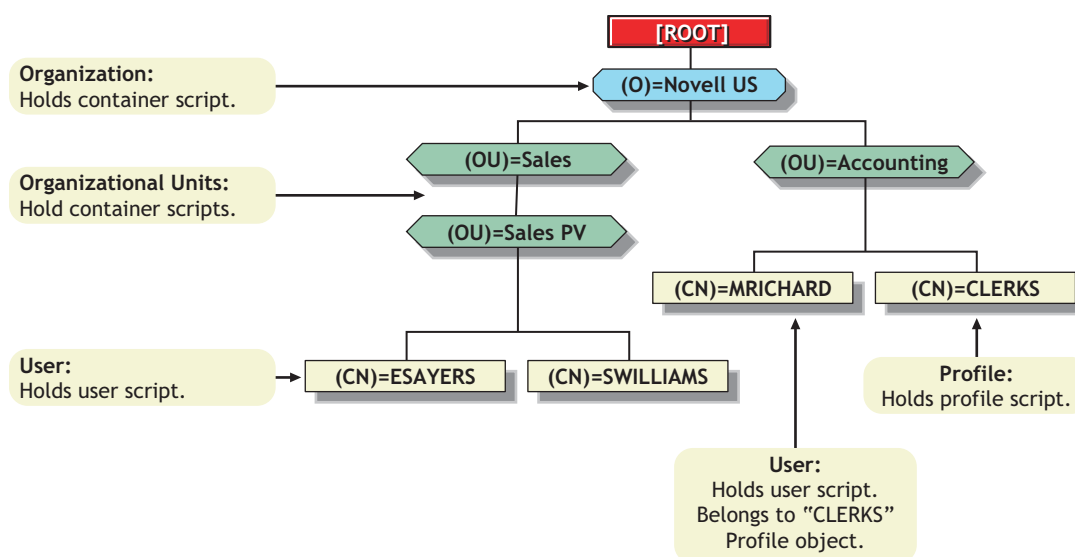 [ROOT]
Organization:
Holds container script.
(O)=Novell US
(OU)=Sales
(OU)=Accounting
Organizational Units:
Hold container scripts.
(OU)=Sales PV
(CN)=MRICHARD
(CN)=CLERKS
User:
Holds user script.
(CN)=ESAYERS
(CN)=SWILLIAMS
Profile:
Holds profile script.
User:
Holds user script.
Belongs to “CLERKS”
Profile object.